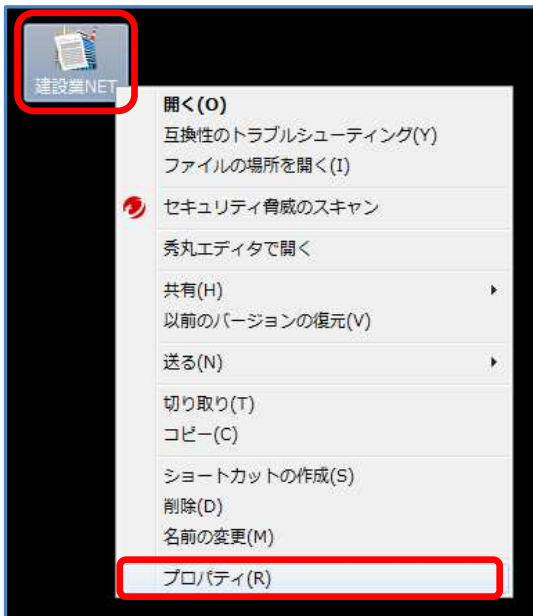 建設業NET
開く(O)
互換性のトラブルシューティング(Y)
ファイルの場所を開く(I)
セキュリティ脅威のスキャン
秀丸エディタで開く
共有(H)
以前のバージョンの復元(V)
送る(N)
切り取り(T)
コピー(C)
ショートカットの作成(S)
削除(D)
名前の変更(M)
プロパティ(R)